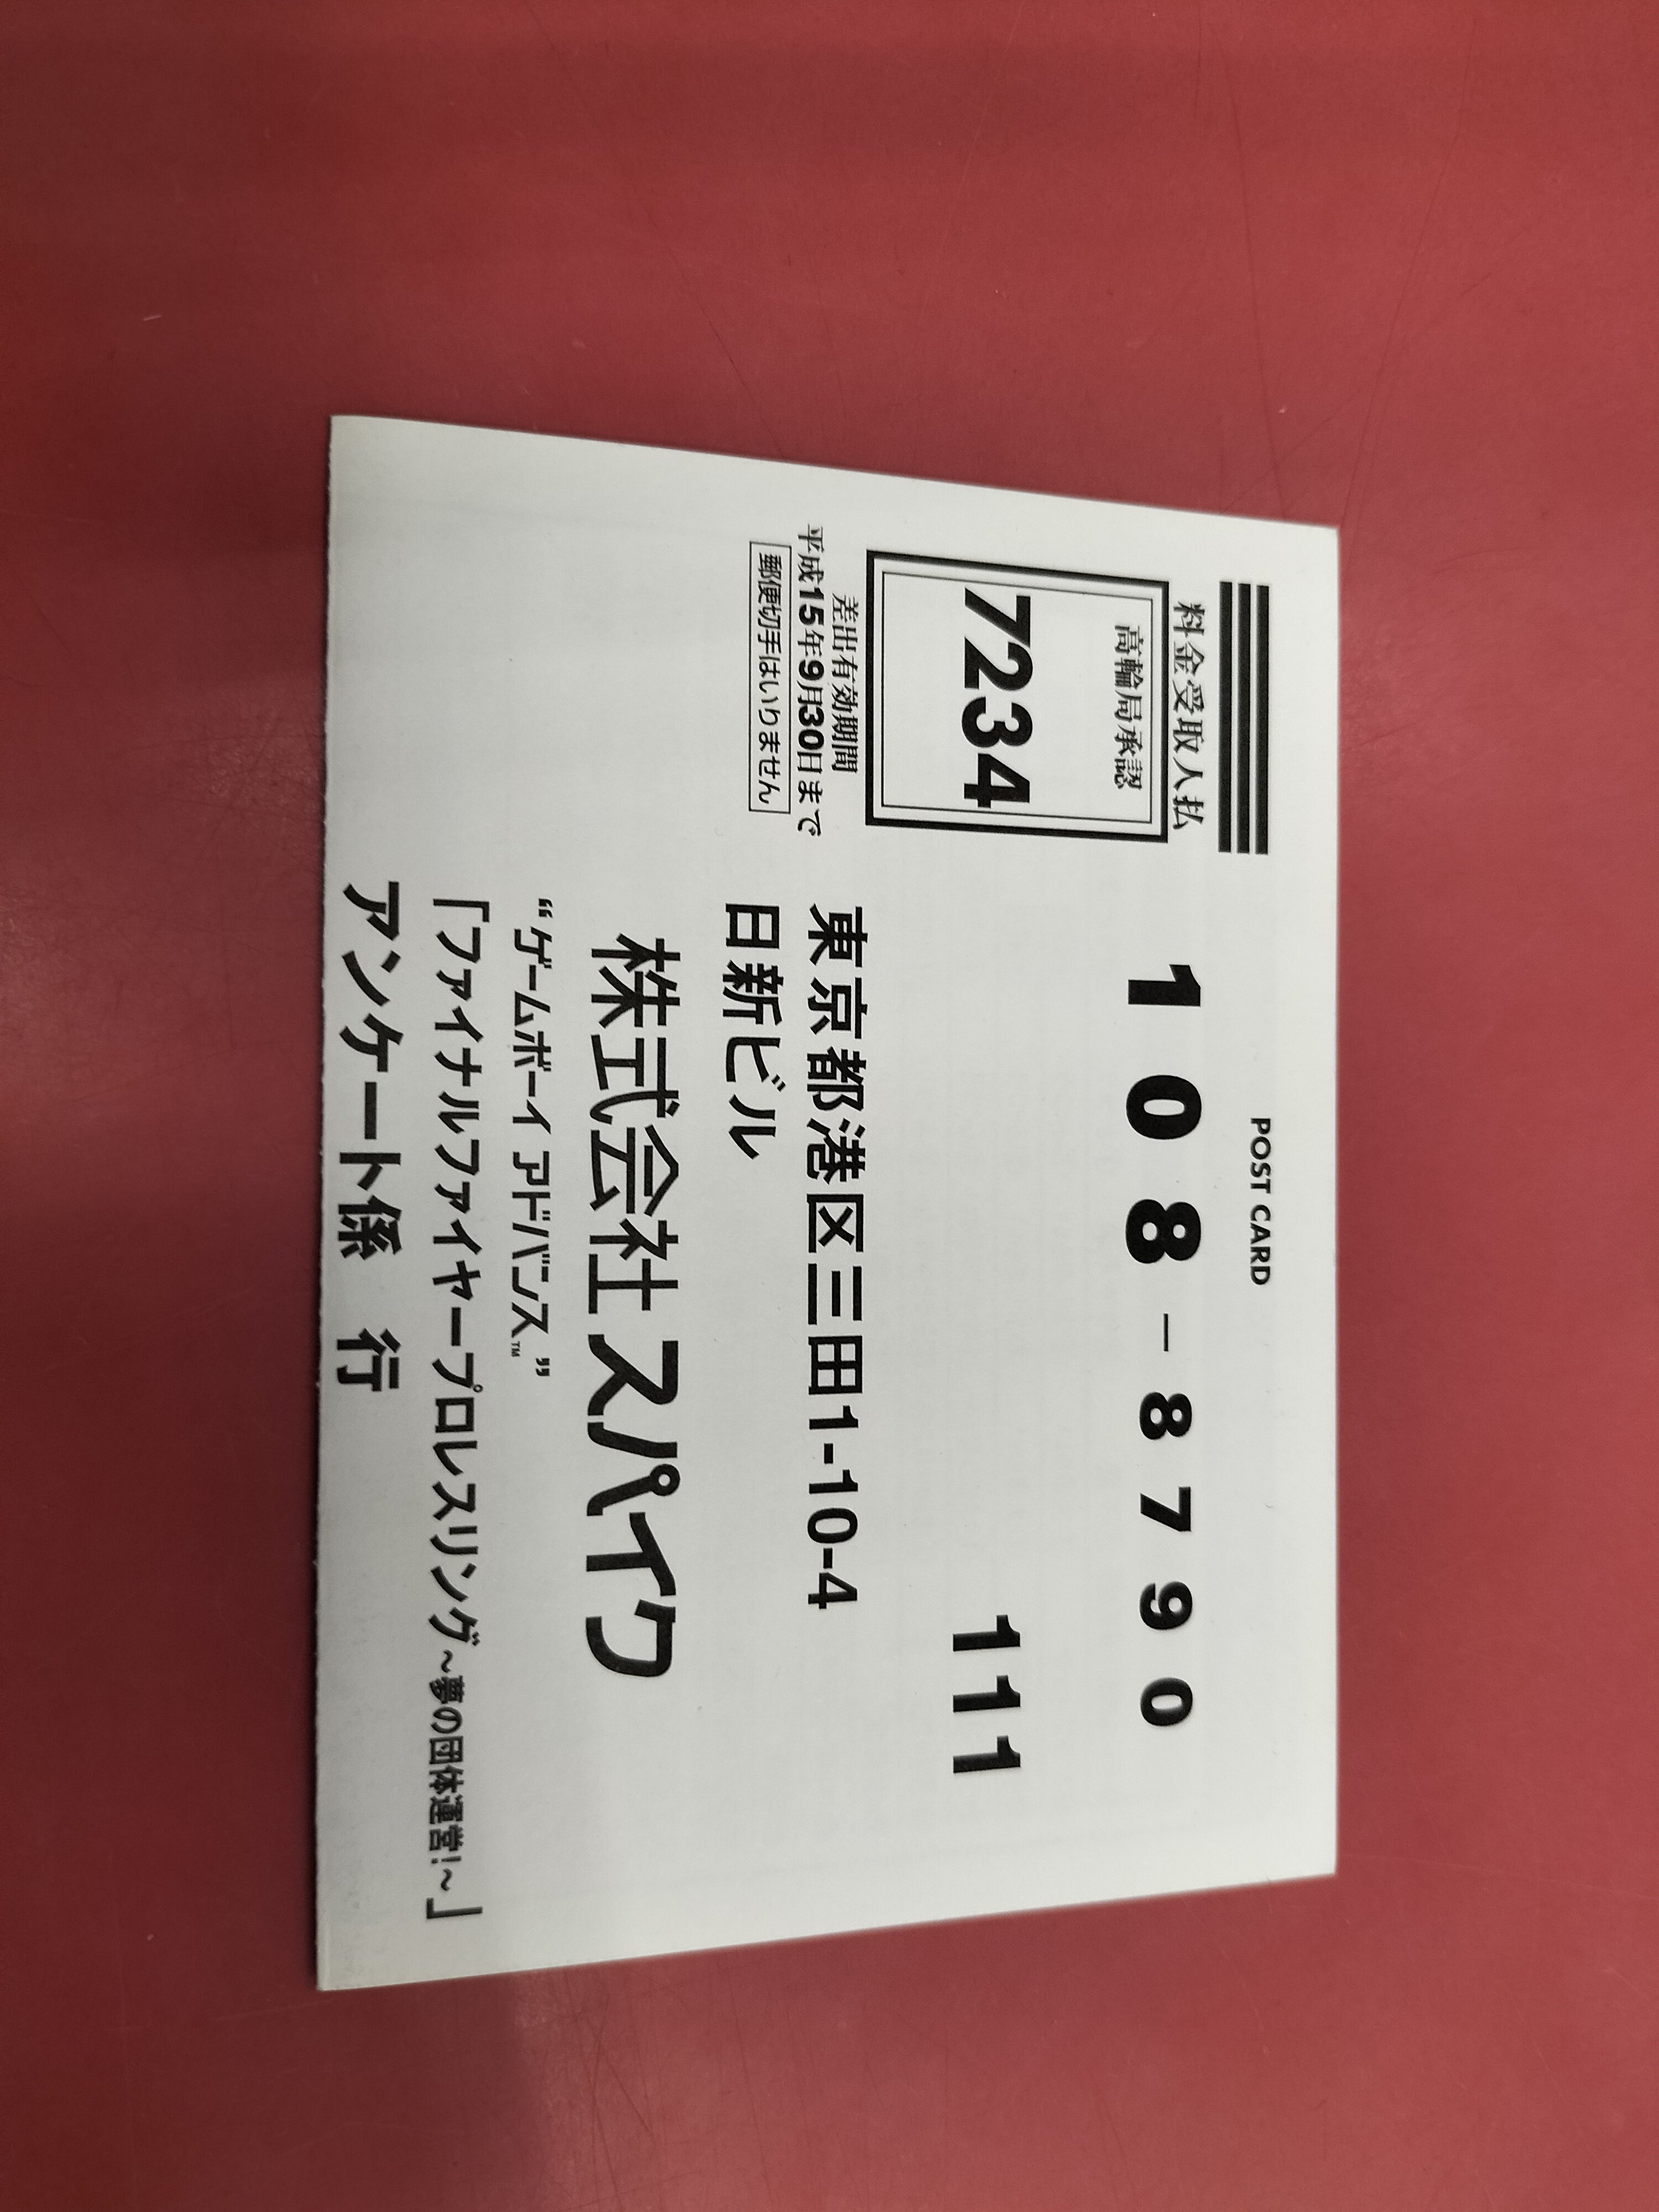 POST CARD
108-8790
111
料金受取人払
高輪局承認
7234
差出有効期間
平成15年9月30日まで
郵便切手はいりません
東京都港区三田1-10-4
日新ビル
株式会社スパイク
“ゲームボーイアドバンス™”
「ファイナルファイヤープロレスリング~夢の団体運営!~」
アンケート係 行